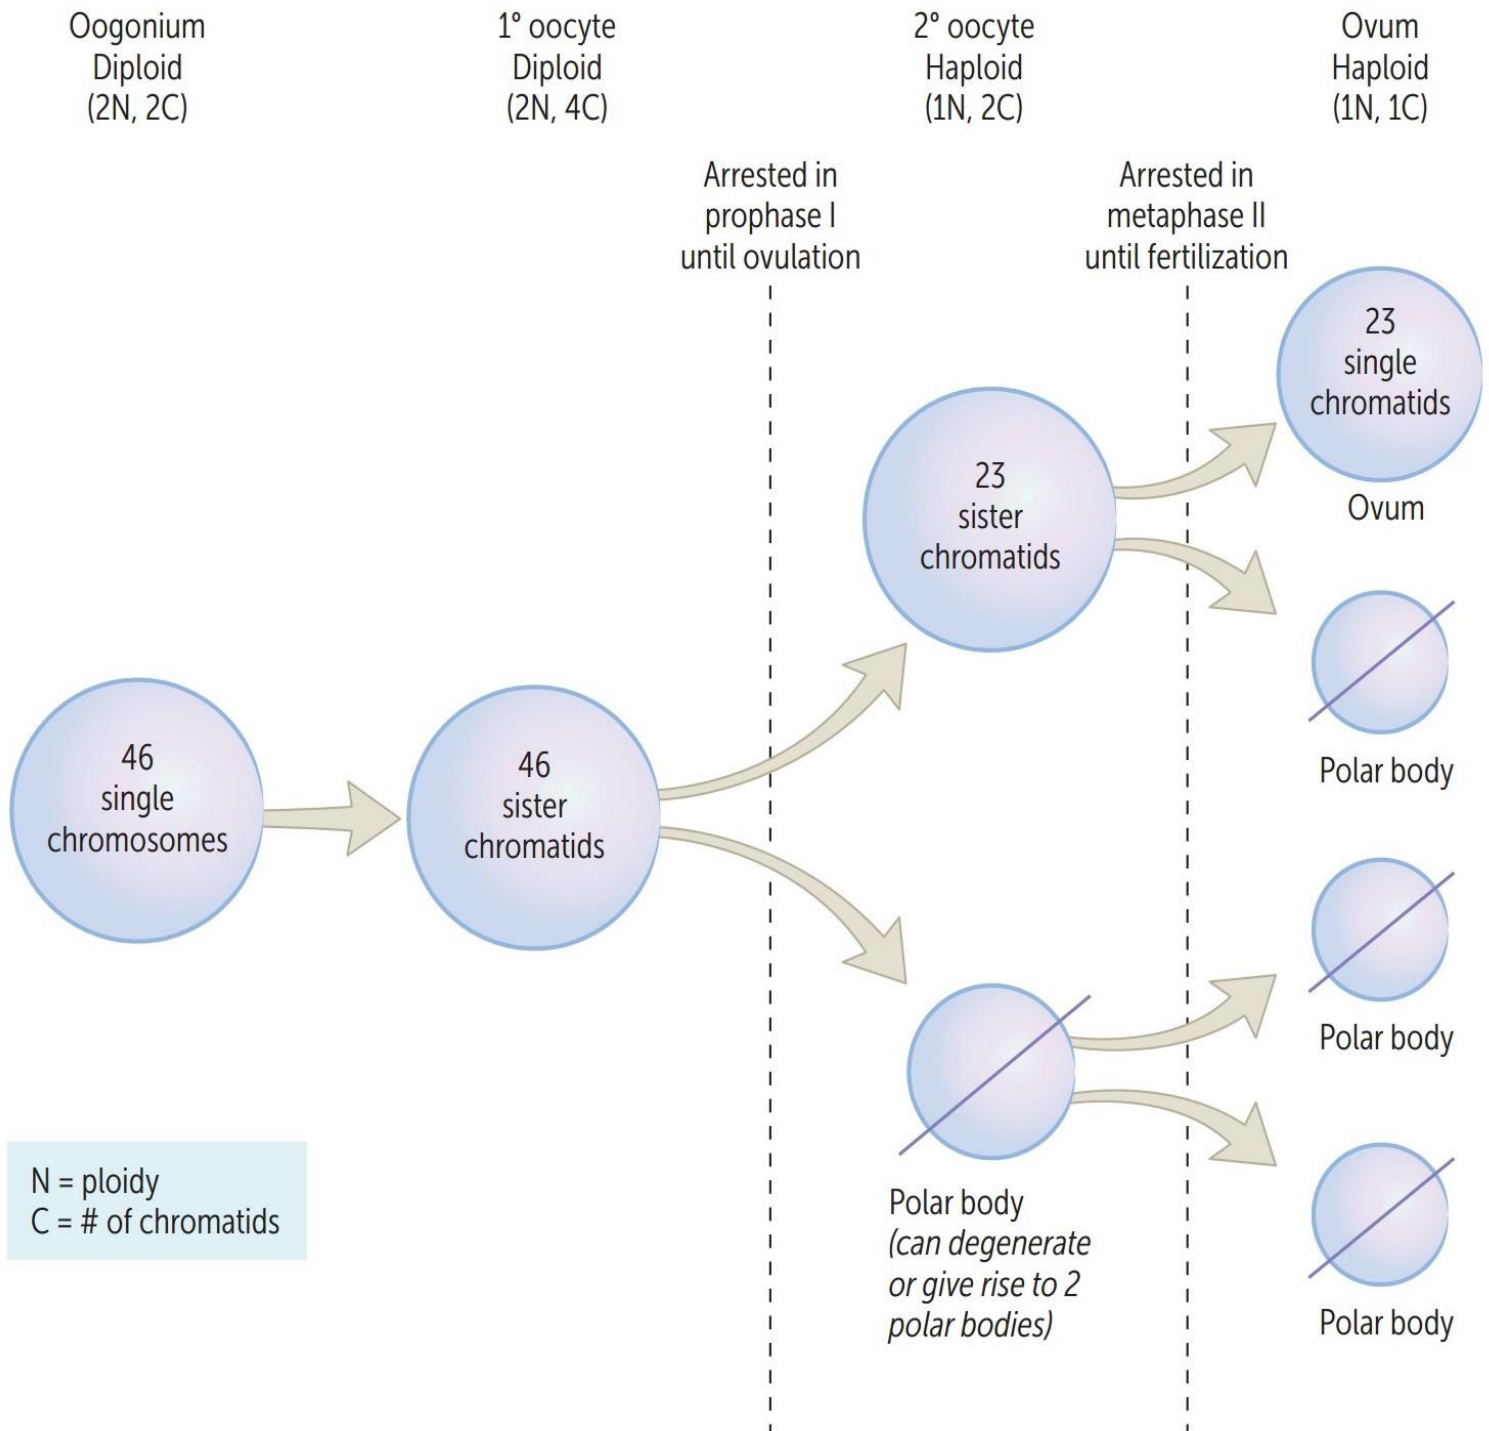 Oogonium
Diploid
(2N, 2C)
1° oocyte
Diploid
(2N, 4C)
2° oocyte
Haploid
(1N, 2C)
Ovum
Haploid
(1N, 1C)
Arrested in
prophase I
until ovulation
Arrested in
metaphase II
until fertilization
46
single
chromosomes
46
sister
chromatids
23
sister
chromatids
23
single
chromatids
Ovum
Polar body
Polar body
Polar body
(can degenerate
or give rise to 2
polar bodies)
Polar body
N = ploidy
C = # of chromatids